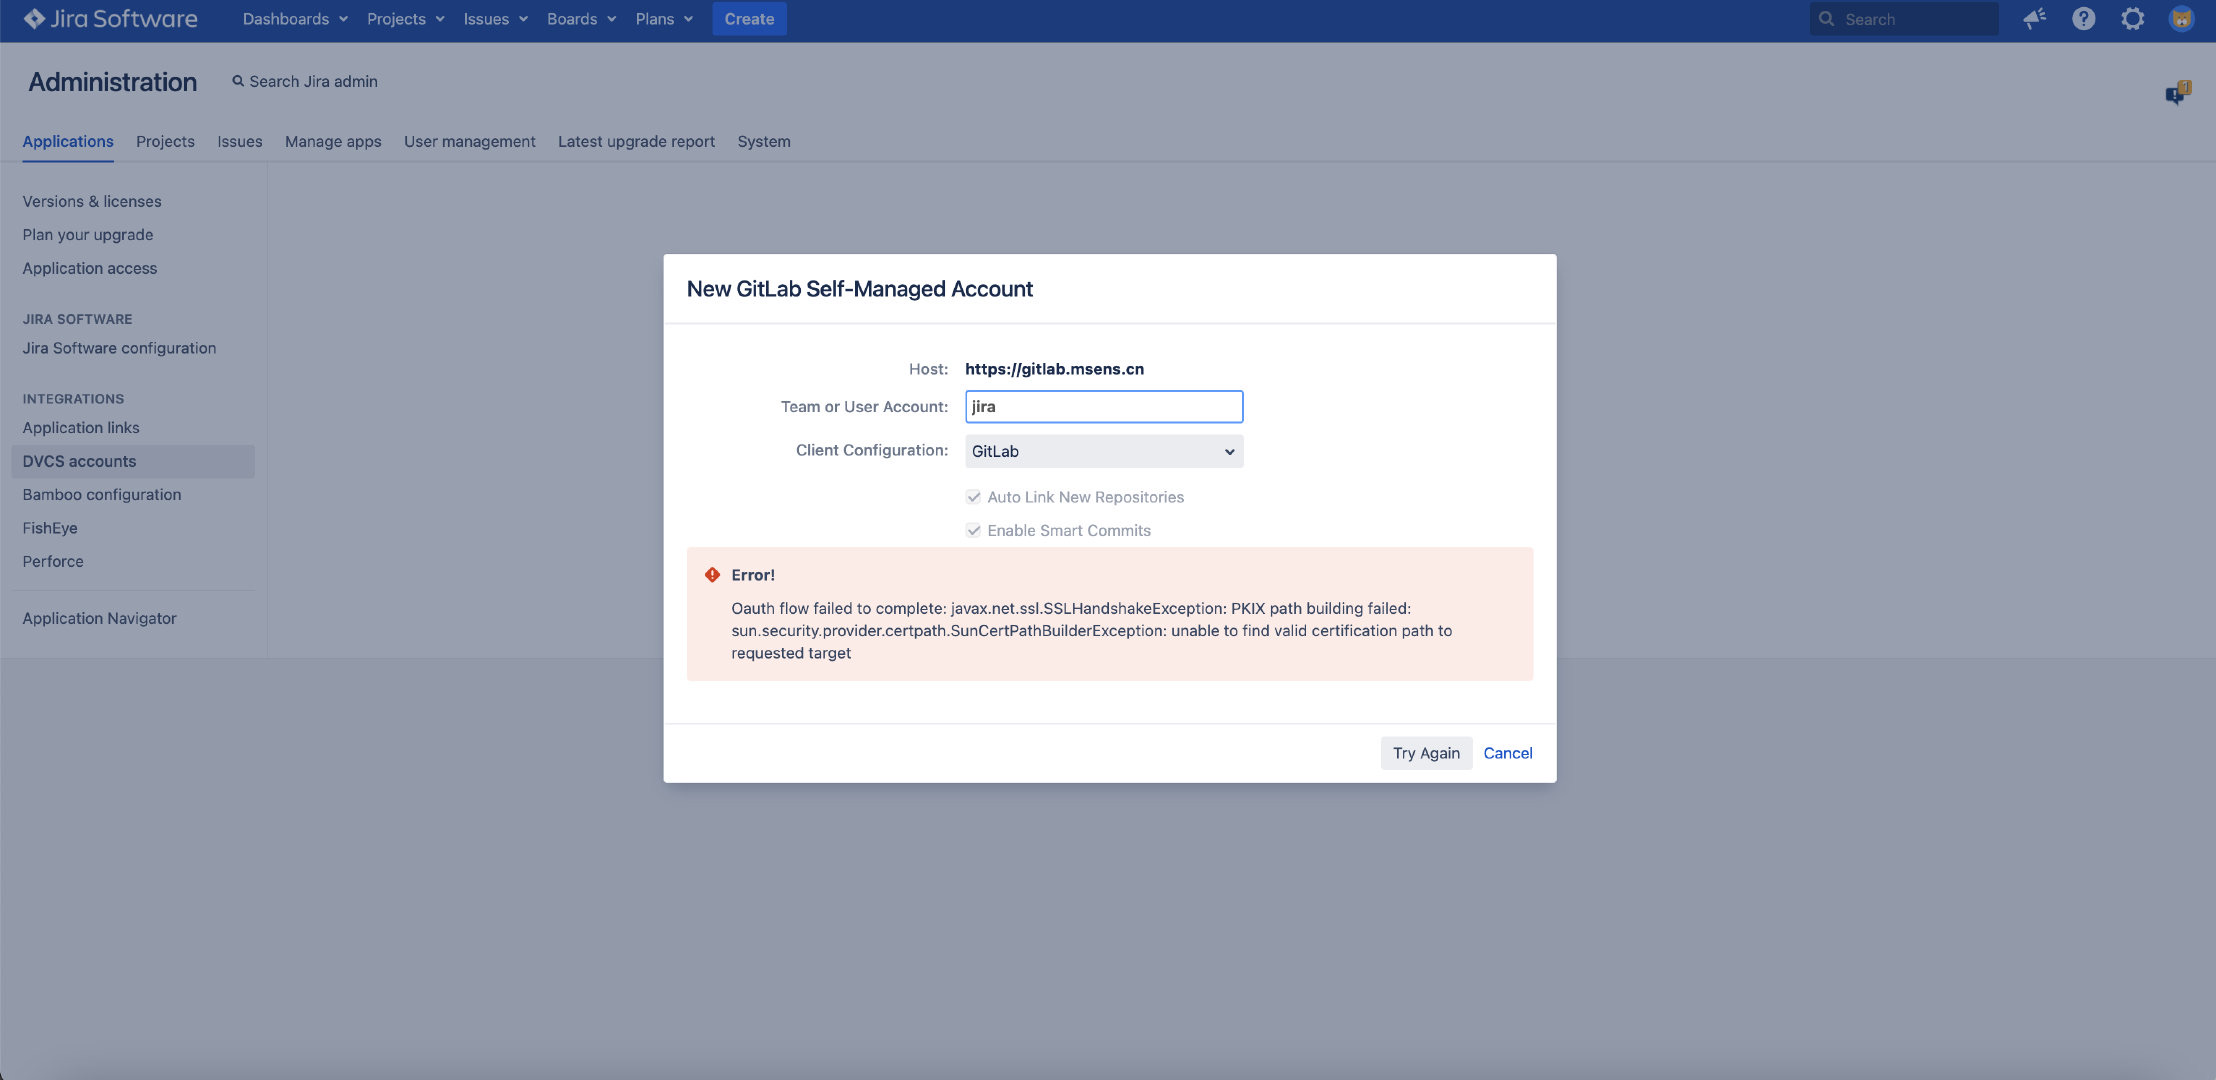 Jira Software Dashboards Projects Issues Boards Plans Create Search
Administration Search Jira admin
Applications Projects Issues Manage apps User management Latest upgrade report System
Versions & licenses
Plan your upgrade
Application access
JIRA SOFTWARE
Jira Software configuration
INTEGRATIONS
Application links
DVCS accounts
Bamboo configuration
FishEye
Perforce
Application Navigator
New GitLab Self-Managed Account
Host: https://gitlab.msens.cn
Team or User Account: jira
Client Configuration: GitLab
Auto Link New Repositories
Enable Smart Commits
Error!
Oauth flow failed to complete: javax.net.ssl.SSLHandshakeException: PKIX path building failed:
sun.security.provider.certpath.SunCertPathBuilderException: unable to find valid certification path to
requested target
Try Again Cancel